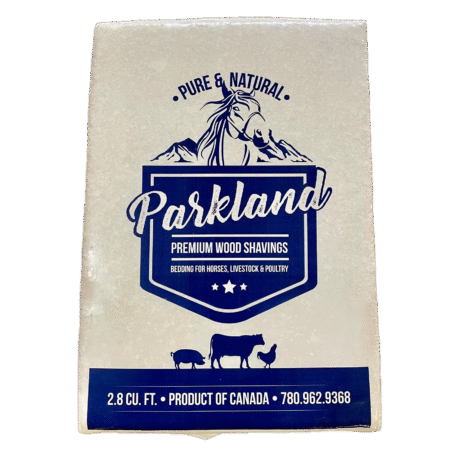 • PURE & NATURAL •
Parkland
PREMIUM WOOD SHAVINGS
BEDDING FOR HORSES, LIVESTOCK & POULTRY
2.8 CU. FT. • PRODUCT OF CANADA • 780.962.9368